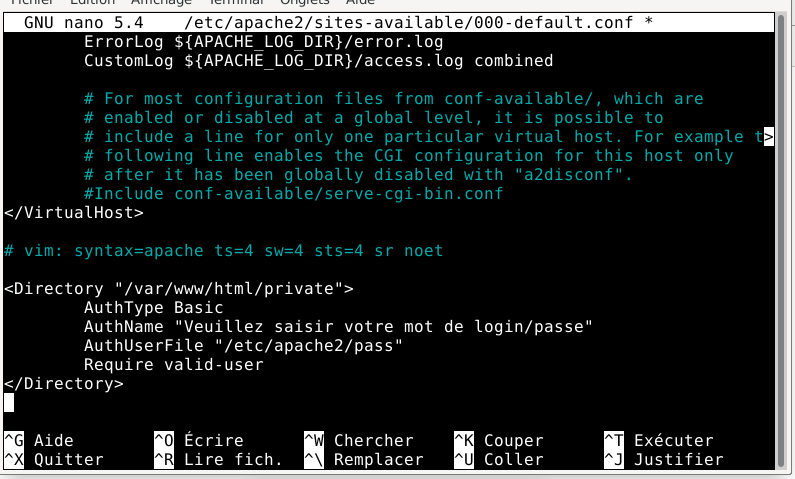 Fichier Édition Affichage Terminal Onglets Aide
GNU nano 5.4 /etc/apache2/sites-available/000-default.conf *
ErrorLog ${APACHE_LOG_DIR}/error.log
CustomLog ${APACHE_LOG_DIR}/access.log combined
# For most configuration files from conf-available/, which are
# enabled or disabled at a global level, it is possible to
# include a line for only one particular virtual host. For example t>
# following line enables the CGI configuration for this host only
# after it has been globally disabled with "a2disconf".
#Include conf-available/serve-cgi-bin.conf
</VirtualHost>
# vim: syntax=apache ts=4 sw=4 sts=4 sr noet
<Directory "/var/www/html/private">
AuthType Basic
AuthName "Veuillez saisir votre mot de login/passe"
AuthUserFile "/etc/apache2/pass"
Require valid-user
</Directory>
^G Aide ^O Écrire ^W Chercher ^K Couper ^T Exécuter
^X Quitter ^R Lire fich. ^\ Remplacer ^U Coller ^J Justifier